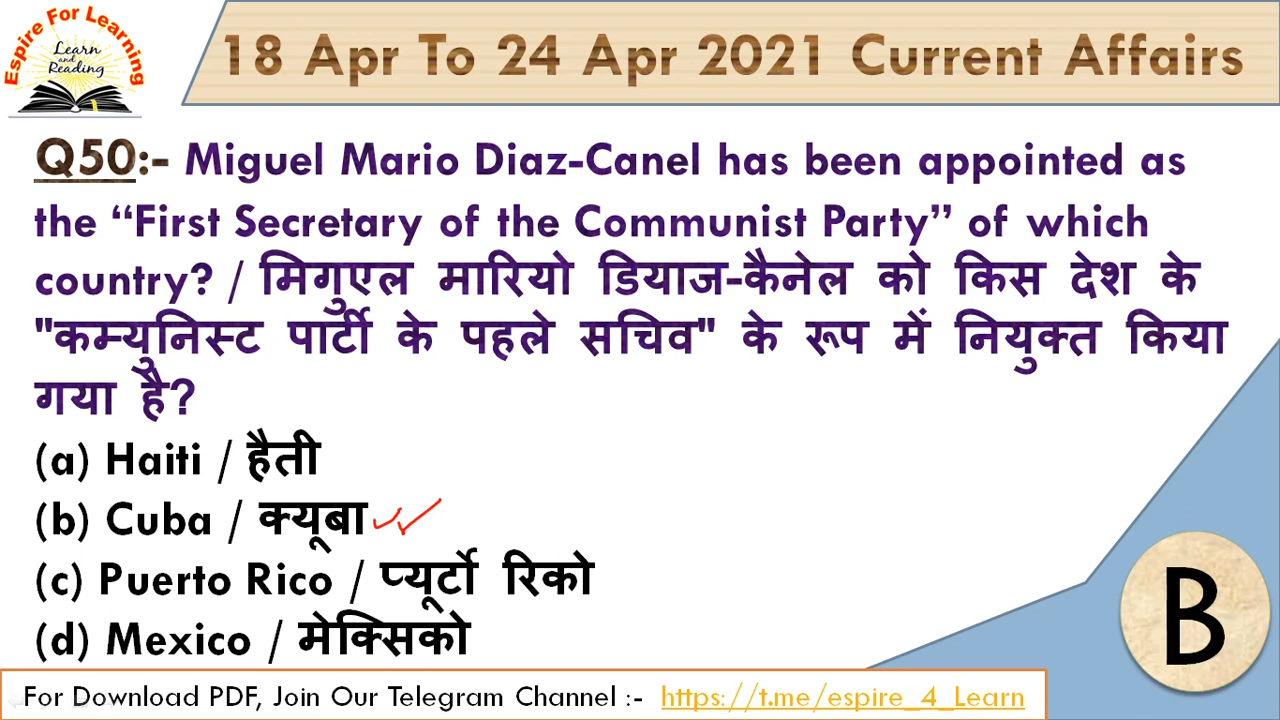 Espire For Learning
Learn
and
Reading
18 Apr To 24 Apr 2021 Current Affairs
Q50:- Miguel Mario Diaz-Canel has been appointed as
the “First Secretary of the Communist Party” of which
country? / मिगुएल मारियो डियाज-कैनेल को किस देश के
"कम्युनिस्ट पार्टी के पहले सचिव" के रूप में नियुक्त किया
गया है?
(a) Haiti / हैती
(b) Cuba / क्यूबा
(c) Puerto Rico / प्यूर्टो रिको
(d) Mexico / मेक्सिको
B
For Download PDF, Join Our Telegram Channel :- https://t.me/espire_4_Learn